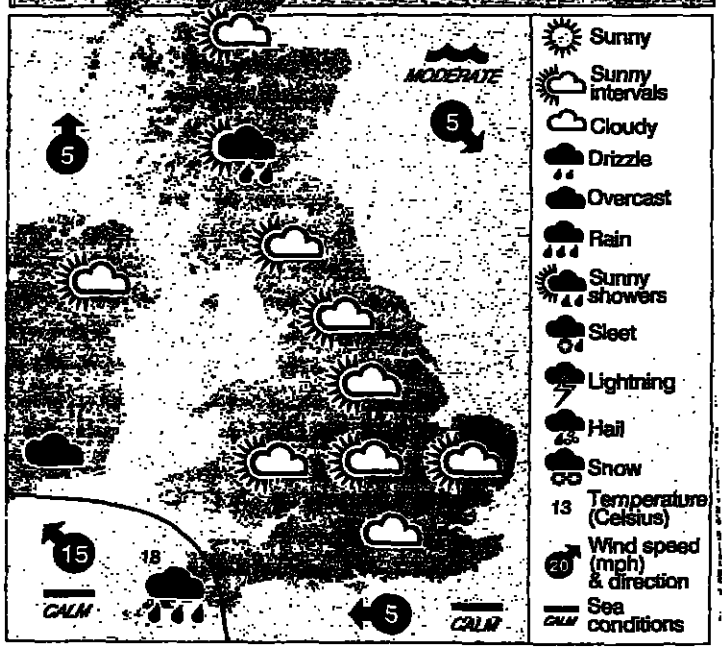 MODERATE
5
5
15
18
CALM
5
CALM
Sunny
Sunny
intervals
Cloudy
Drizzle
Overcast
Rain
Sunny
showers
Sleet
Lightning
Hail
Snow
13 Temperature
(Celsius)
20 Wind speed
(mph)
& direction
CALM Sea
conditions